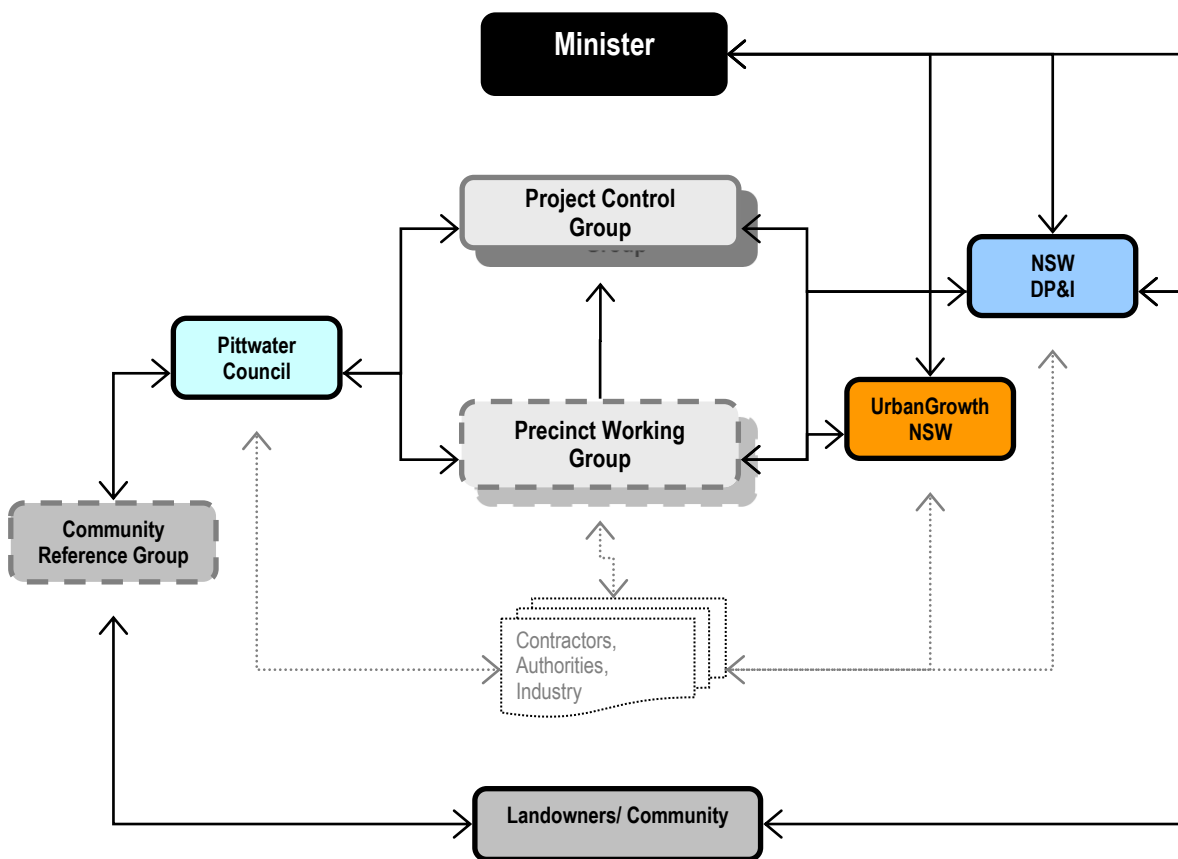 Minister
Project Control
Group
Group
NSW
DP&I
Pittwater
Council
UrbanGrowth
NSW
Precinct Working
Group
Community
Reference Group
Contractors,
Authorities,
Industry
Landowners/ Community